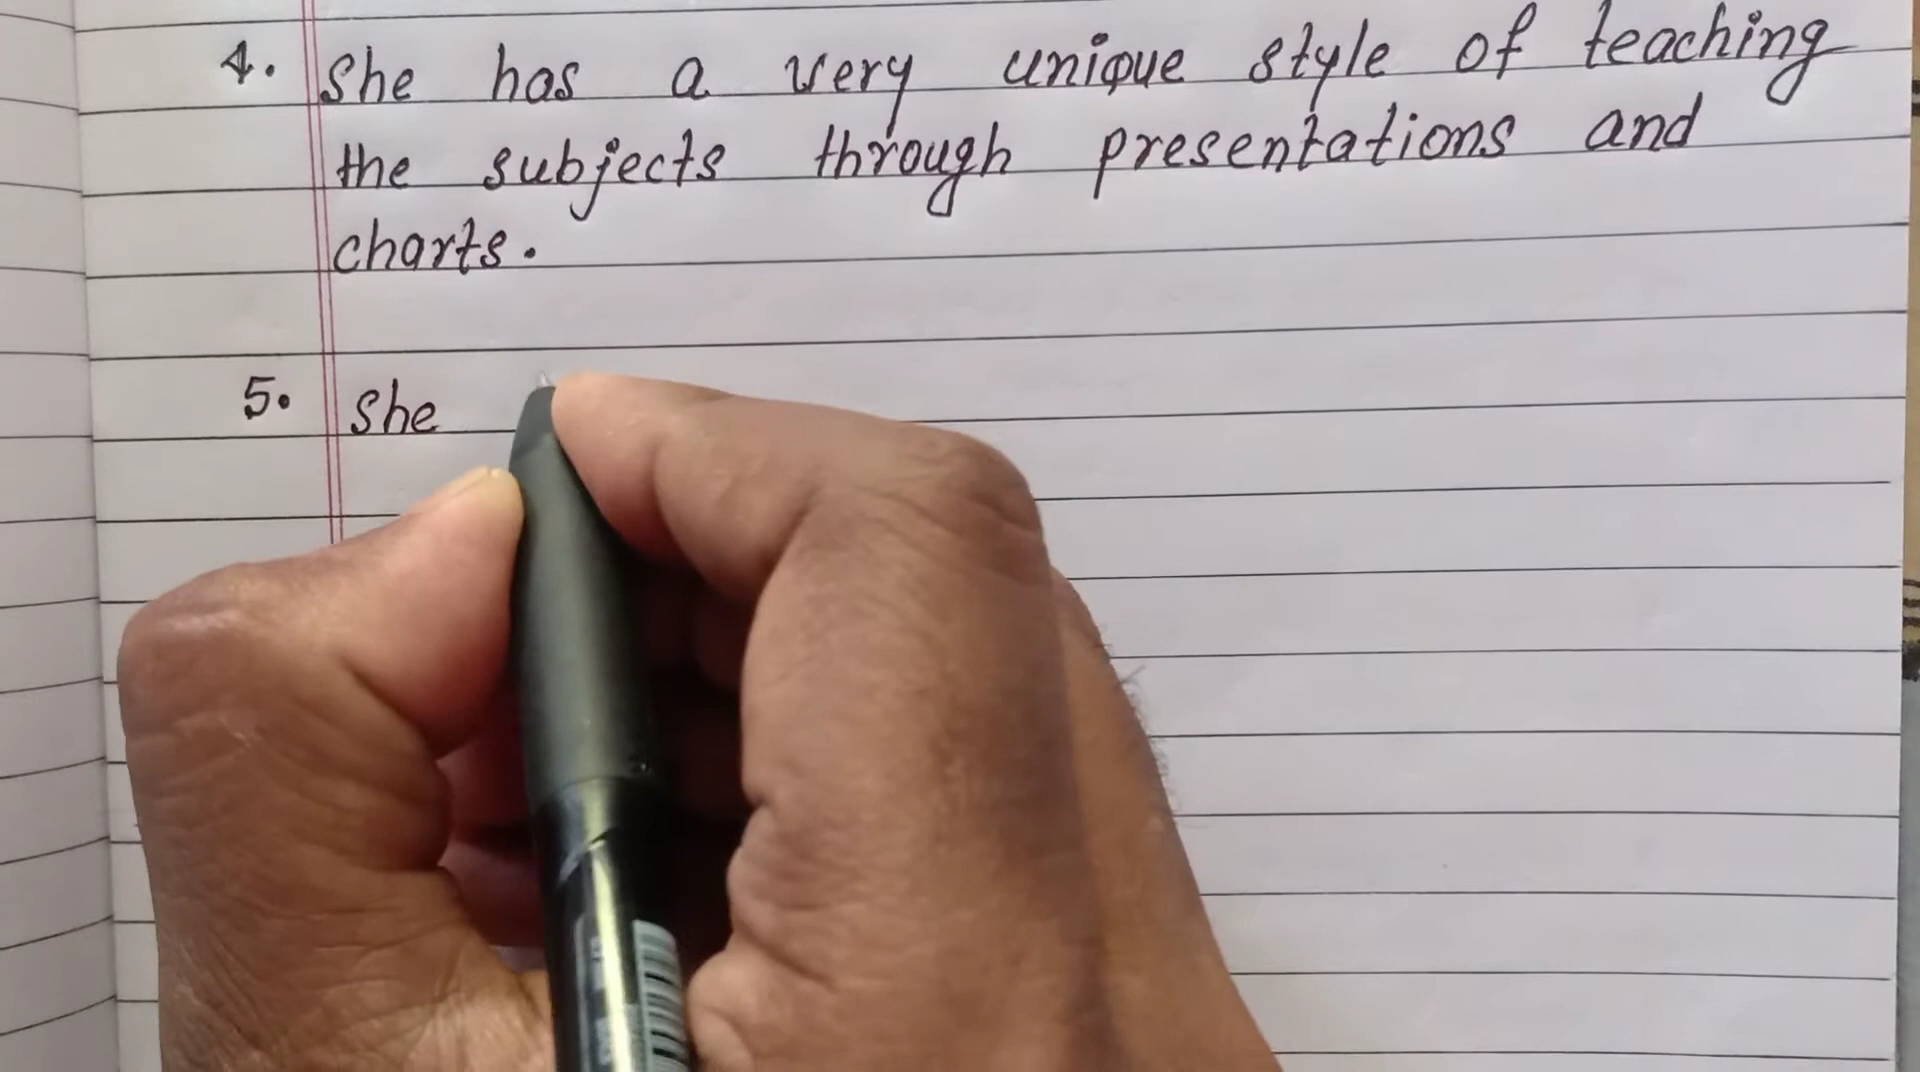 4. She has a very unique style of teaching
the subjects through presentations and
charts.
5. She